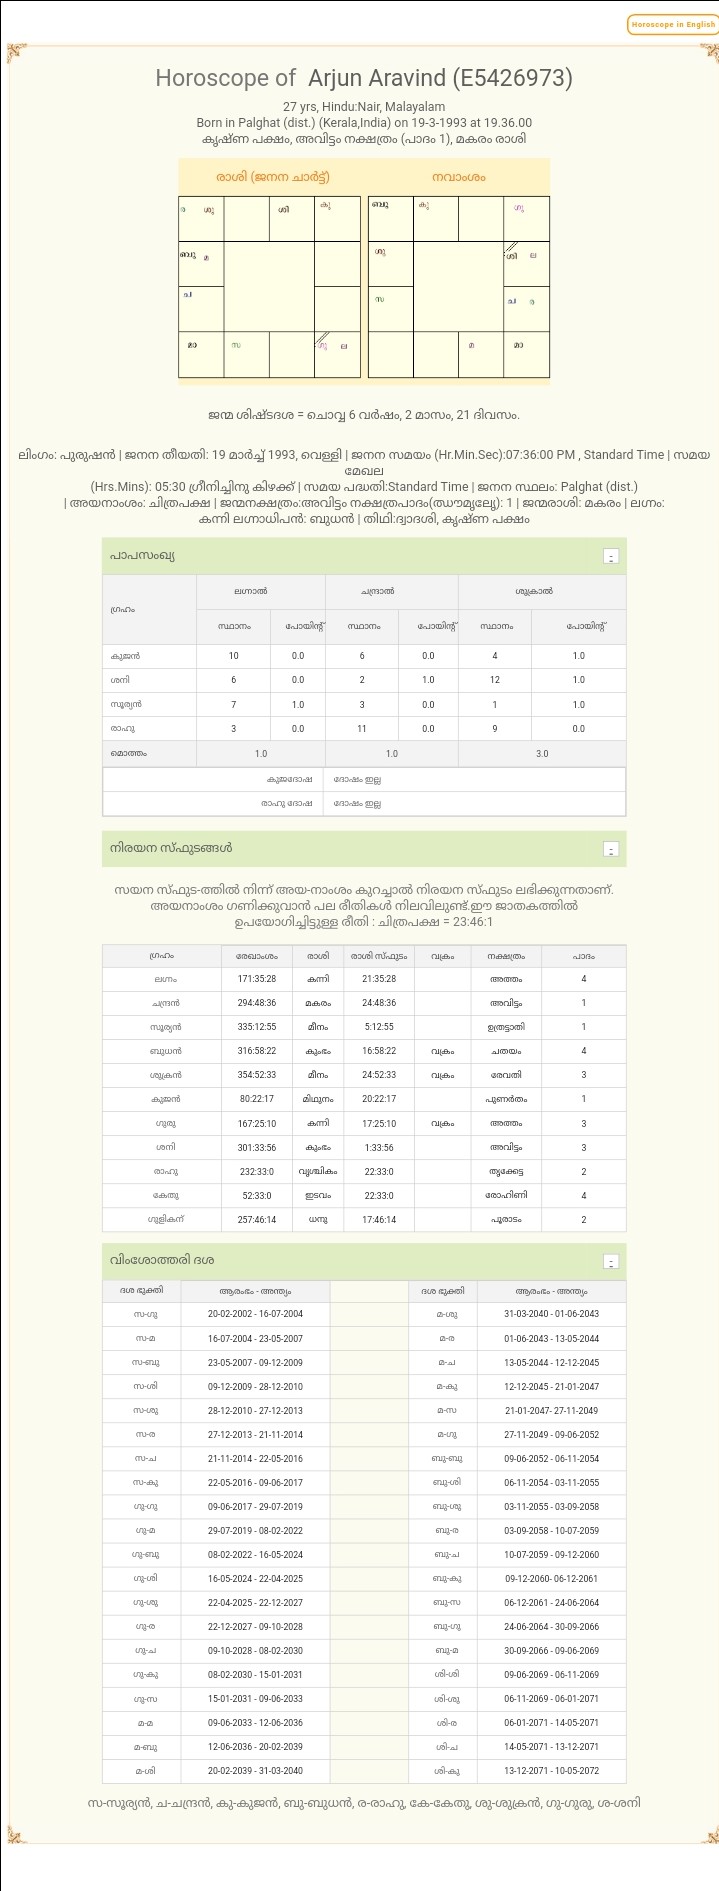 Horoscope in English
Horoscope of Arjun Aravind (E5426973)
27 yrs, Hindu:Nair, Malayalam
Born in Palghat (dist.) (Kerala,India) on 19-3-1993 at 19.36.00
കൃഷ്ണ പക്ഷം, അവിട്ടം നക്ഷത്രം (പാദം 1), മകരം രാശി
രാശി (ജനന ചാർട്ട്) നവാംശം
ര ശു ശി കു ബു കു ഗു
ബു മ ശു ശി ല
ച സ ച ര
മാ സ ഗു ല മ മാ
ജന്മ ശിഷ്ടദശ = ചൊവ്വ 6 വർഷം, 2 മാസം, 21 ദിവസം.
ലിംഗം: പുരുഷൻ | ജനന തീയതി: 19 മാർച്ച് 1993, വെള്ളി | ജനന സമയം (Hr.Min.Sec):07:36:00 PM , Standard Time | സമയ
മേഖല
(Hrs.Mins): 05:30 ഗ്രീനിച്ചിനു കിഴക്ക് | സമയ പദ്ധതി:Standard Time | ജനന സ്ഥലം: Palghat (dist.)
| അയനാംശം: ചിത്രപക്ഷ | ജന്മനക്ഷത്രം:അവിട്ടം 1 | ജന്മരാശി: മകരം | ലഗ്നം:
കന്നി ലഗ്നാധിപൻ: ബുധൻ | തിഥി:ദ്വാദശി, കൃഷ്ണ പക്ഷം
പാപസംഖ്യ -
ഗ്രഹം ലഗ്നാൽ ചന്ദ്രാൽ ശുക്രാൽ
സ്ഥാനം പോയിന്റ് സ്ഥാനം പോയിന്റ് സ്ഥാനം പോയിന്റ്
കുജൻ 10 0.0 6 0.0 4 1.0
ശനി 6 0.0 2 1.0 12 1.0
സൂര്യൻ 7 1.0 3 0.0 1 1.0
രാഹു 3 0.0 11 0.0 9 0.0
മൊത്തം 1.0 1.0 3.0
കുജദോഷ ദോഷം ഇല്ല
രാഹു ദോഷ ദോഷം ഇല്ല
നിരയന സ്ഫുടങ്ങൾ -
സയന സ്ഫുട-ത്തിൽ നിന്ന് അയ-നാംശം കുറച്ചാൽ നിരയന സ്ഫുടം ലഭിക്കുന്നതാണ്.
അയനാംശം ഗണിക്കുവാൻ പല രീതികൾ നിലവിലുണ്ട്.ഈ ജാതകത്തിൽ
ഉപയോഗിച്ചിട്ടുള്ള രീതി : ചിത്രപക്ഷ = 23:46:1
ഗ്രഹം രേഖാംശം രാശി രാശി സ്ഫുടം വക്രം നക്ഷത്രം പാദം
ലഗ്നം 171:35:28 കന്നി 21:35:28 അത്തം 4
ചന്ദ്രൻ 294:48:36 മകരം 24:48:36 അവിട്ടം 1
സൂര്യൻ 335:12:55 മീനം 5:12:55 ഉത്രട്ടാതി 1
ബുധൻ 316:58:22 കുംഭം 16:58:22 വക്രം ചതയം 4
ശുക്രൻ 354:52:33 മീനം 24:52:33 വക്രം രേവതി 3
കുജൻ 80:22:17 മിഥുനം 20:22:17 പുണർതം 1
ഗുരു 167:25:10 കന്നി 17:25:10 വക്രം അത്തം 3
ശനി 301:33:56 കുംഭം 1:33:56 അവിട്ടം 3
രാഹു 232:33:0 വൃശ്ചികം 22:33:0 തൃക്കേട്ട 2
കേതു 52:33:0 ഇടവം 22:33:0 രോഹിണി 4
ഗുളികന് 257:46:14 ധനു 17:46:14 പൂരാടം 2
വിംശോത്തരി ദശ -
ദശ ഭുക്തി ആരംഭം - അന്ത്യം ദശ ഭുക്തി ആരംഭം - അന്ത്യം
സ-ഗു 20-02-2002 - 16-07-2004 മ-ശു 31-03-2040 - 01-06-2043
സ-മ 16-07-2004 - 23-05-2007 മ-ര 01-06-2043 - 13-05-2044
സ-ബു 23-05-2007 - 09-12-2009 മ-ച 13-05-2044 - 12-12-2045
സ-ശി 09-12-2009 - 28-12-2010 മ-കു 12-12-2045 - 21-01-2047
സ-ശു 28-12-2010 - 27-12-2013 മ-സ 21-01-2047- 27-11-2049
സ-ര 27-12-2013 - 21-11-2014 മ-ഗു 27-11-2049 - 09-06-2052
സ-ച 21-11-2014 - 22-05-2016 ബു-ബു 09-06-2052 - 06-11-2054
സ-കു 22-05-2016 - 09-06-2017 ബു-ശി 06-11-2054 - 03-11-2055
ഗു-ഗു 09-06-2017 - 29-07-2019 ബു-ശു 03-11-2055 - 03-09-2058
ഗു-മ 29-07-2019 - 08-02-2022 ബു-ര 03-09-2058 - 10-07-2059
ഗു-ബു 08-02-2022 - 16-05-2024 ബു-ച 10-07-2059 - 09-12-2060
ഗു-ശി 16-05-2024 - 22-04-2025 ബു-കു 09-12-2060- 06-12-2061
ഗു-ശു 22-04-2025 - 22-12-2027 ബു-സ 06-12-2061 - 24-06-2064
ഗു-ര 22-12-2027 - 09-10-2028 ബു-ഗു 24-06-2064 - 30-09-2066
ഗു-ച 09-10-2028 - 08-02-2030 ബു-മ 30-09-2066 - 09-06-2069
ഗു-കു 08-02-2030 - 15-01-2031 ശി-ശി 09-06-2069 - 06-11-2069
ഗു-സ 15-01-2031 - 09-06-2033 ശി-ശു 06-11-2069 - 06-01-2071
മ-മ 09-06-2033 - 12-06-2036 ശി-ര 06-01-2071 - 14-05-2071
മ-ബു 12-06-2036 - 20-02-2039 ശി-ച 14-05-2071 - 13-12-2071
മ-ശി 20-02-2039 - 31-03-2040 ശി-കു 13-12-2071 - 10-05-2072
സ-സൂര്യൻ, ച-ചന്ദ്രൻ, കു-കുജൻ, ബു-ബുധൻ, ര-രാഹു, കേ-കേതു, ശു-ശുക്രൻ, ഗു-ഗുരു, ശ-ശനി